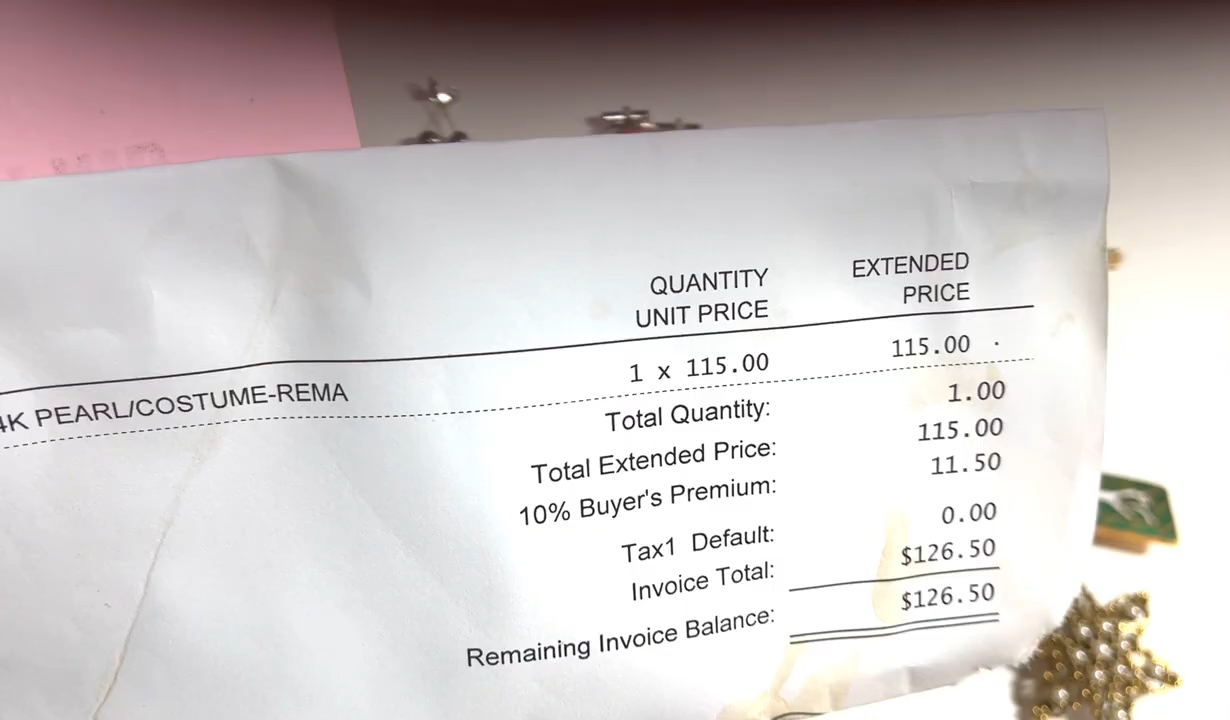 QUANTITY EXTENDED
UNIT PRICE PRICE
4K PEARL/COSTUME-REMA 1 x 115.00 115.00 .
Total Quantity: 1.00
Total Extended Price: 115.00
10% Buyer's Premium: 11.50
Tax1 Default: 0.00
Invoice Total: $126.50
Remaining Invoice Balance: $126.50